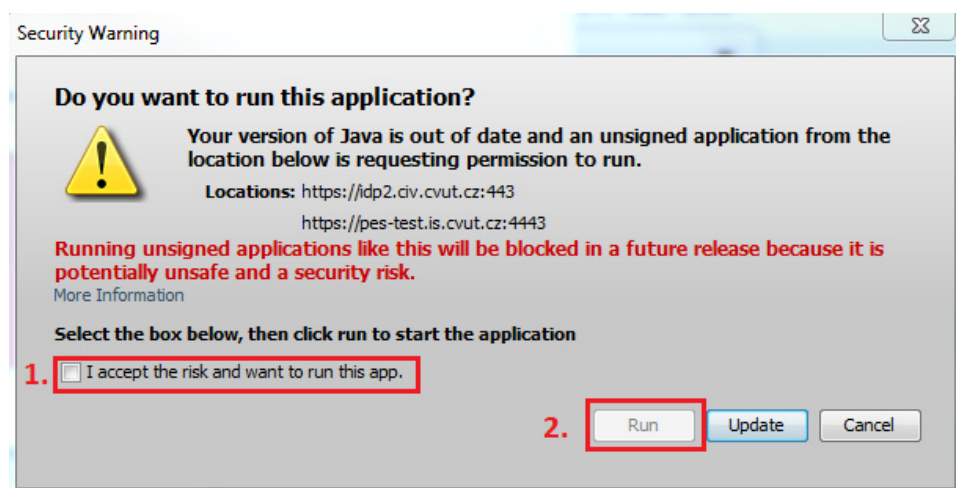 Security Warning
Do you want to run this application?
Your version of Java is out of date and an unsigned application from the
location below is requesting permission to run.
Locations: https://idp2.civ.cvut.cz:443
https://pes-test.is.cvut.cz:4443
Running unsigned applications like this will be blocked in a future release because it is
potentially unsafe and a security risk.
More Information
Select the box below, then click run to start the application
1. I accept the risk and want to run this app.
2. Run Update Cancel